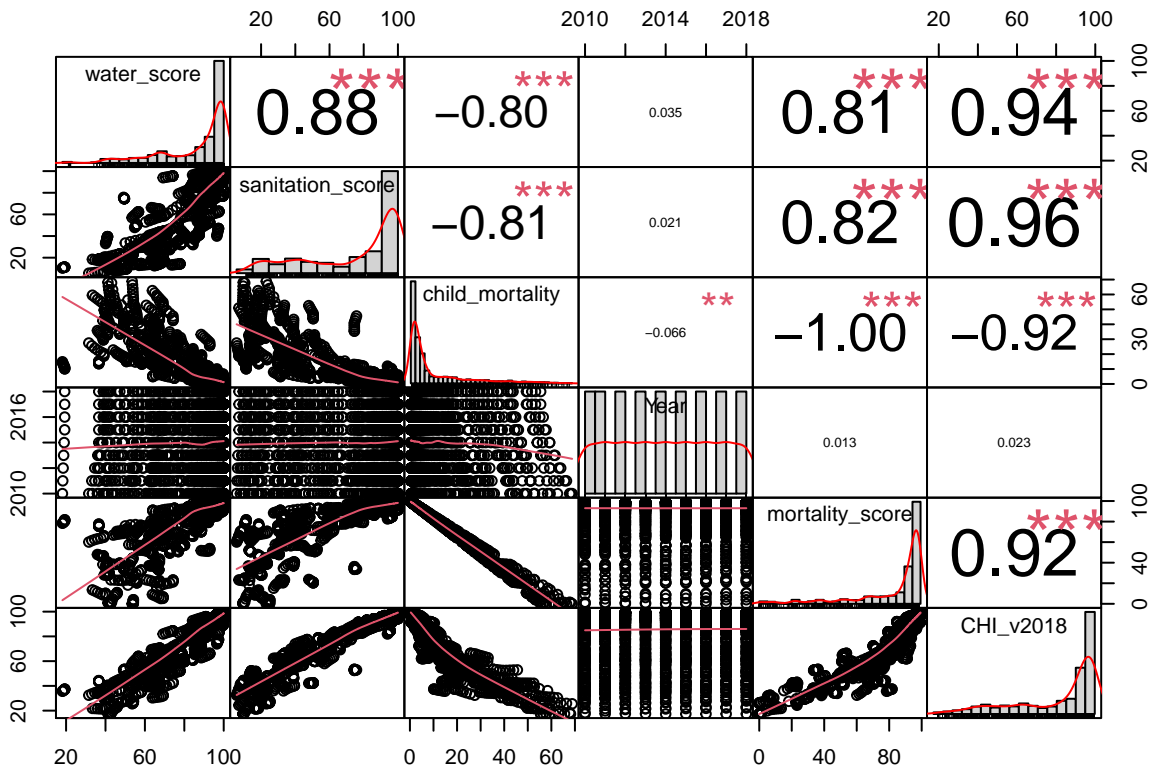 20 60 100 2010 2014 2018 20 60 100
water_score 0.88 *** −0.80 *** 0.035 0.81 *** 0.94 *** 20 60 100
20 60 sanitation_score −0.81 *** 0.021 0.82 *** 0.96 ***
child_mortality −0.066 ** −1.00 *** −0.92 *** 0 30 60
2010 2016 Year 0.013 0.023
mortality_score 0.92 *** 0 40 100
20 60 100 CHI_v2018
20 40 60 80 100 0 20 40 60 0 40 80